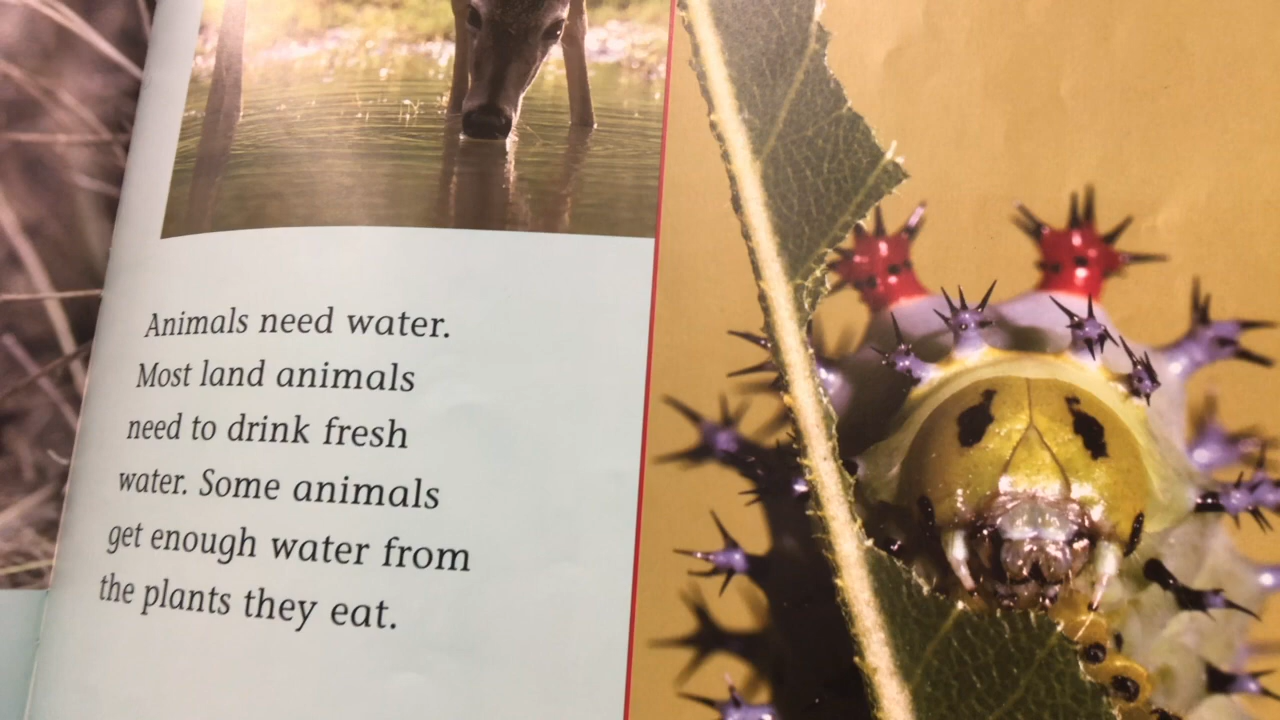 Animals need water.
Most land animals
need to drink fresh
water. Some animals
get enough water from
the plants they eat.